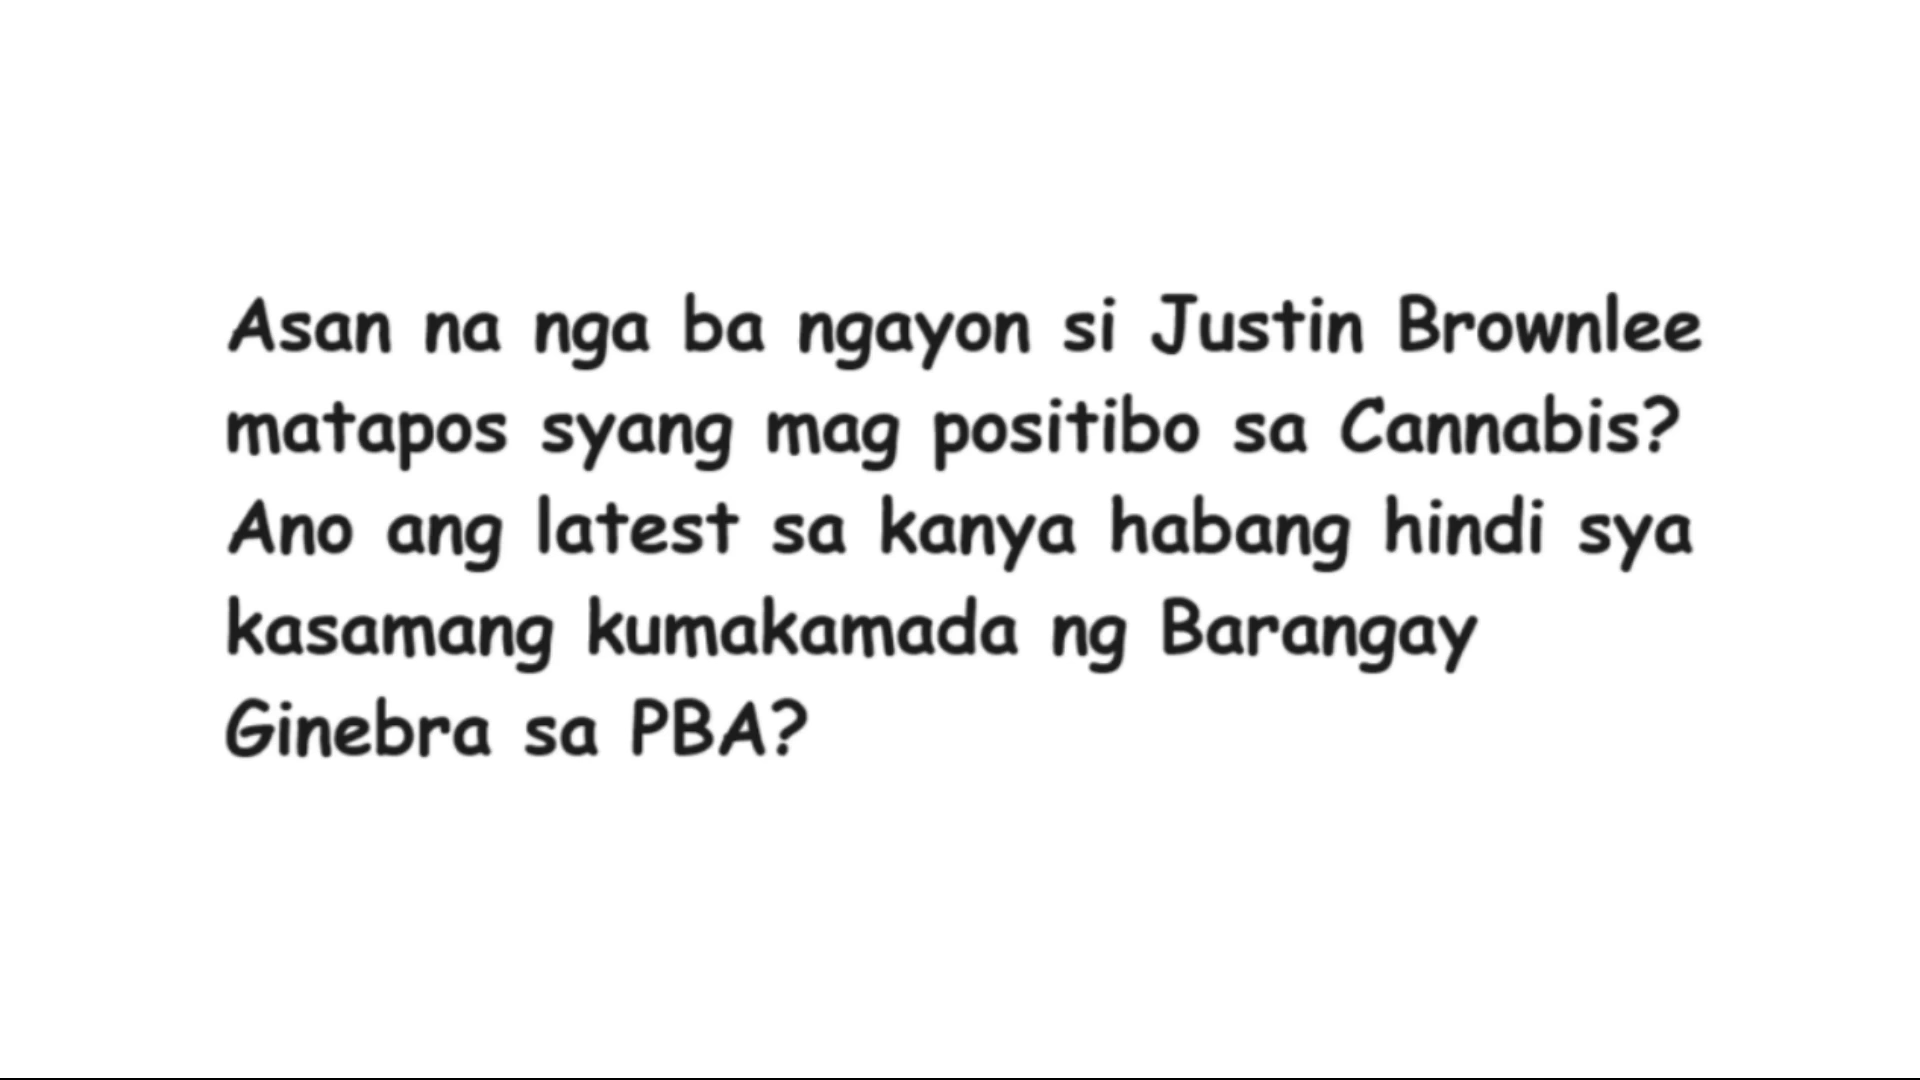 Asan na nga ba ngayon si Justin Brownlee
matapos syang mag positibo sa Cannabis?
Ano ang latest sa kanya habang hindi sya
kasamang kumakamada ng Barangay
Ginebra sa PBA?